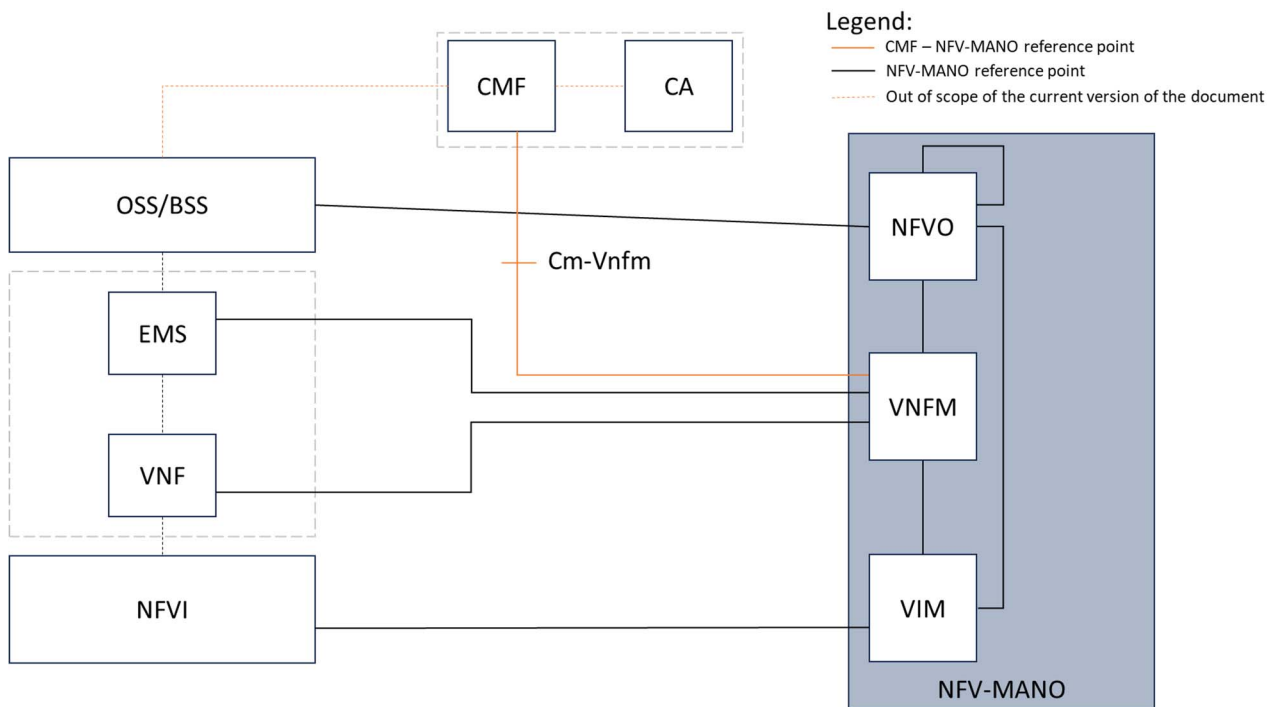 Legend:
CMF – NFV-MANO reference point
NFV-MANO reference point
Out of scope of the current version of the document
CMF
CA
OSS/BSS
NFVO
Cm-Vnfm
EMS
VNFM
VNF
NFVI
VIM
NFV-MANO